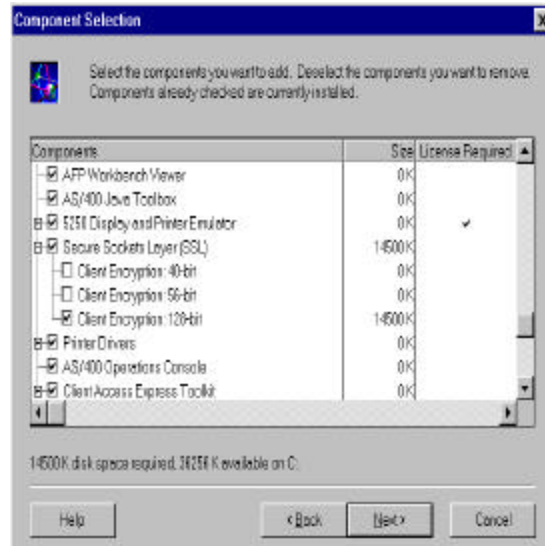 Component Selection
Select the components you want to add. Deselect the components you want to remove.
Components already checked are currently installed.
Components Size License Required
AFP Workbench Viewer 0K
AS/400 Java Toolbox 0K
5250 Display and Printer Emulator 0K
Secure Sockets Layer (SSL) 14500K
Client Encryption: 40-bit 0K
Client Encryption: 56-bit 0K
Client Encryption: 128-bit 14500K
Printer Drivers 0K
AS/400 Operations Console 0K
Client Access Express Toolkit 0K
14500 K disk space required, 36256 K available on C:
Help < Back Next > Cancel